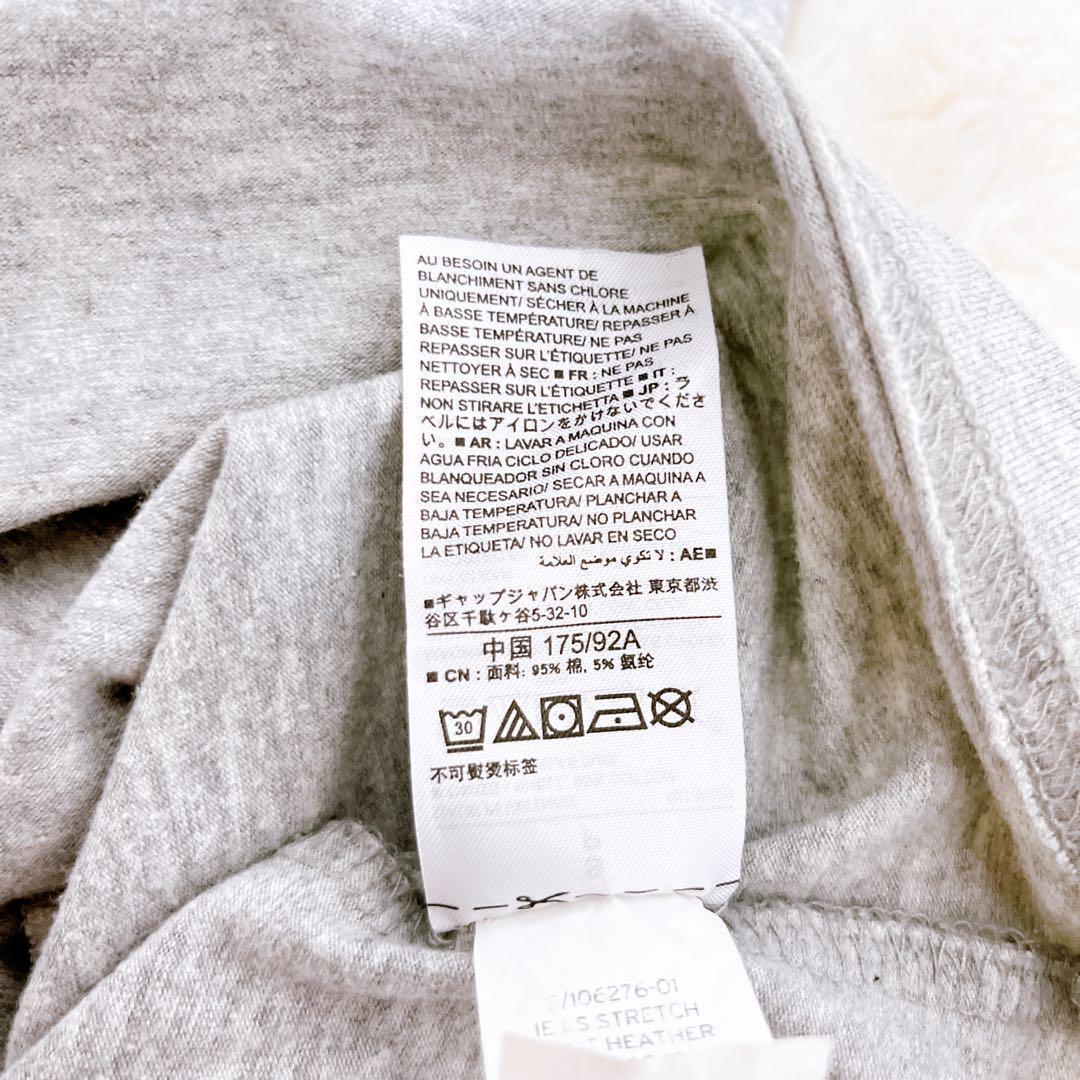 AU BESOIN UN AGENT DE
BLANCHIMENT SANS CHLORE
UNIQUEMENT/ SÉCHER À LA MACHINE
À BASSE TEMPÉRATURE/ REPASSER À
BASSE TEMPÉRATURE/ NE PAS
REPASSER SUR L'ÉTIQUETTE/ NE PAS
NETTOYER À SEC ■ FR : NE PAS
REPASSER SUR L'ÉTIQUETTE ■ IT :
NON STIRARE L'ETICHETTA ■ JP : ラ
ベルにはアイロンをかけないでくださ
い。■ AR : LAVAR A MAQUINA CON
AGUA FRIA CICLO DELICADO/ USAR
BLANQUEADOR SIN CLORO CUANDO
SEA NECESARIO/ SECAR A MAQUINA A
BAJA TEMPERATURA/ PLANCHAR A
BAJA TEMPERATURA/ NO PLANCHAR
LA ETIQUETA/ NO LAVAR EN SECO
■AE : لا تكوي موضع العلامة
■ギャップジャパン株式会社 東京都渋
谷区千駄ヶ谷5-32-10
中国 175/92A
■ CN : 面料: 95% 棉, 5% 氨纶
30
不可熨烫标签
/106276-01
STRETCH
HEATHER